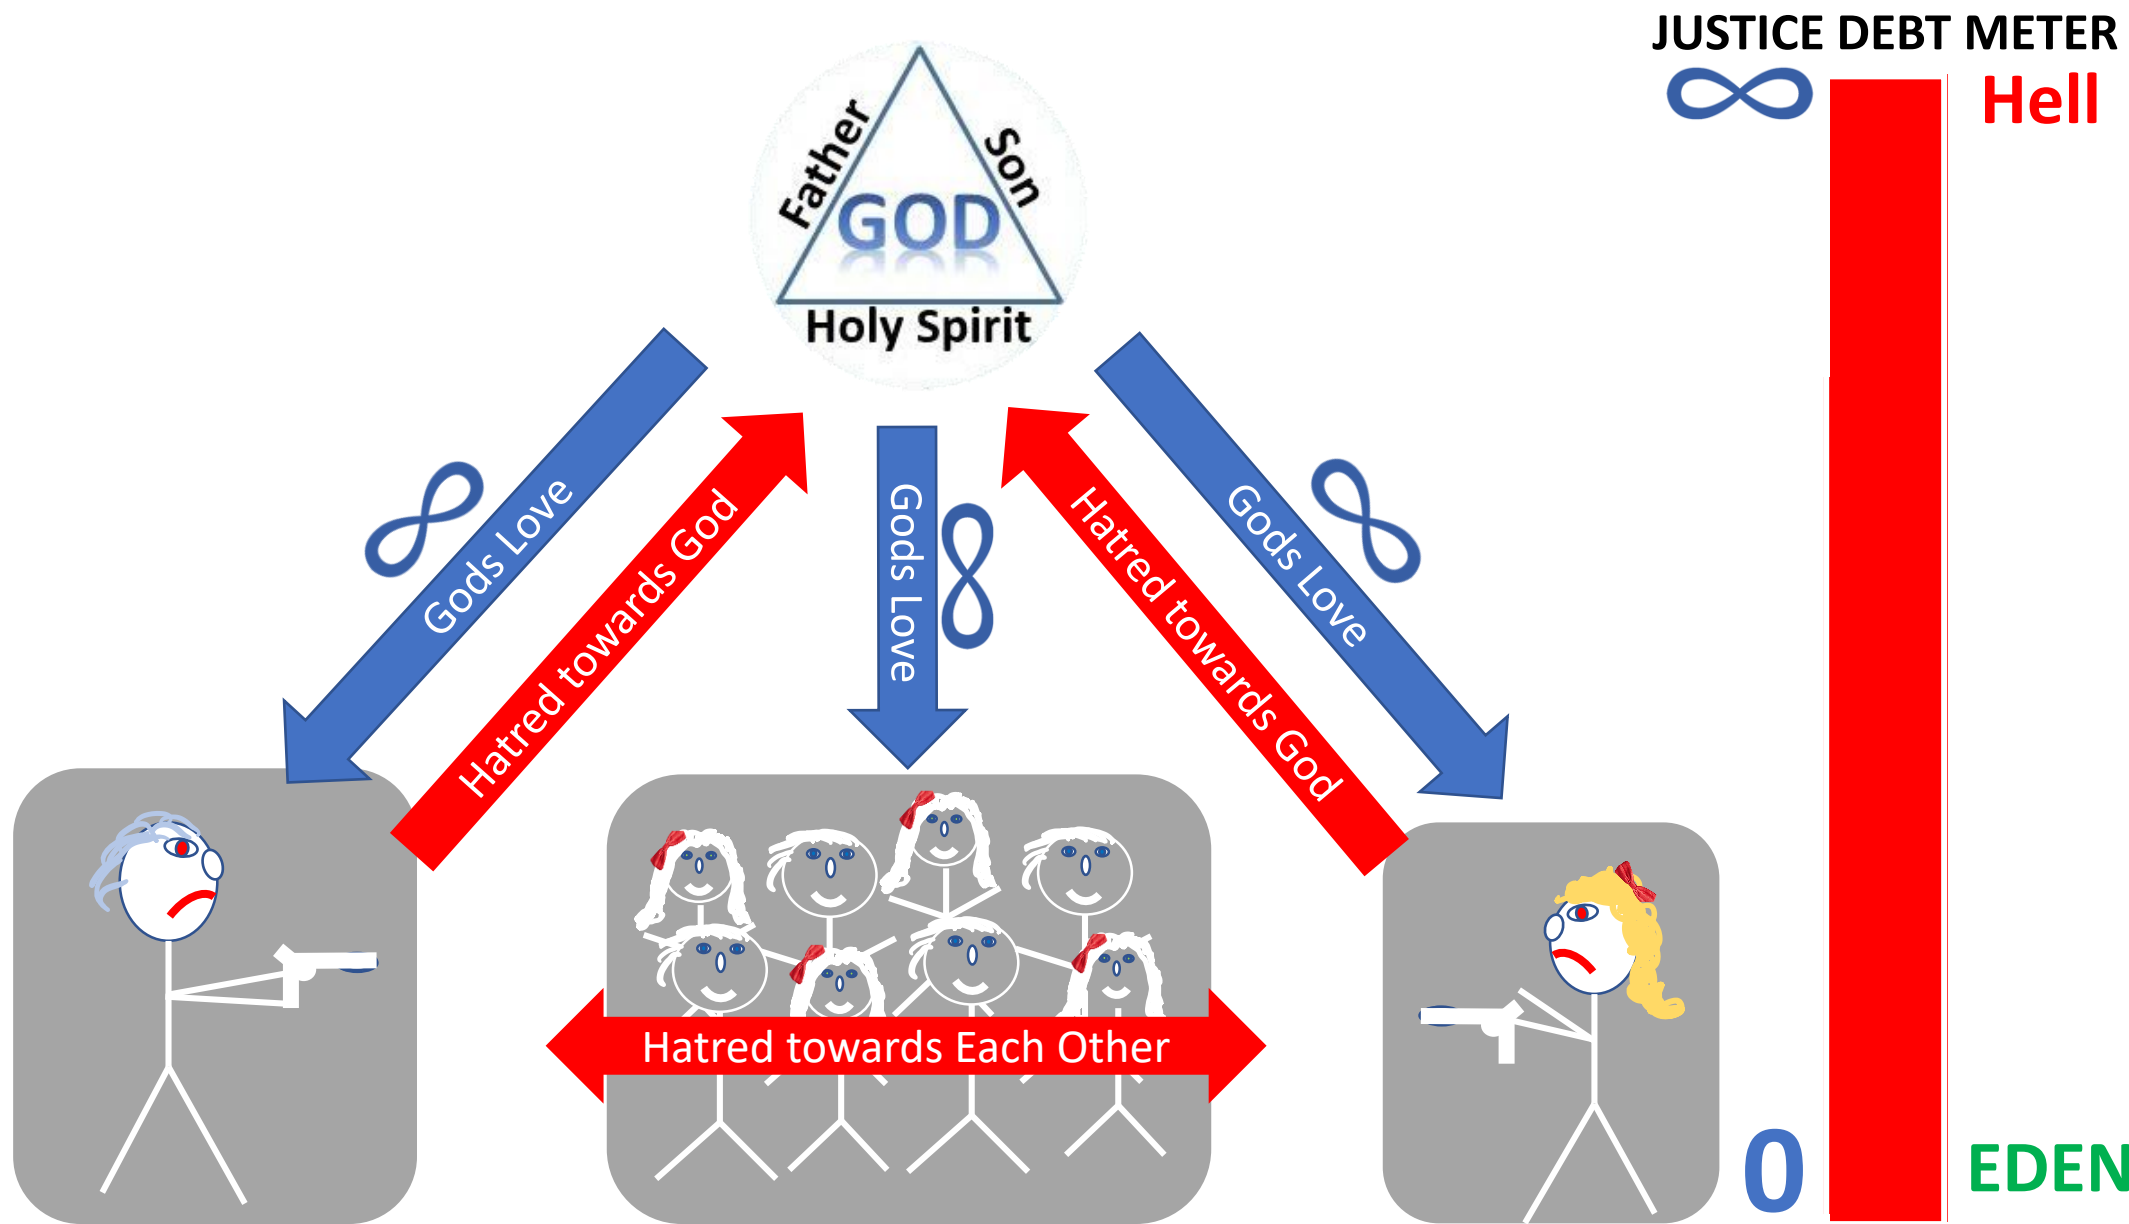 JUSTICE DEBT METER
∞
Hell
Father
Son
GOD
Holy Spirit
∞
Gods Love
Hatred towards God
Gods Love
∞
Hatred towards God
Gods Love
∞
Hatred towards Each Other
0
EDEN